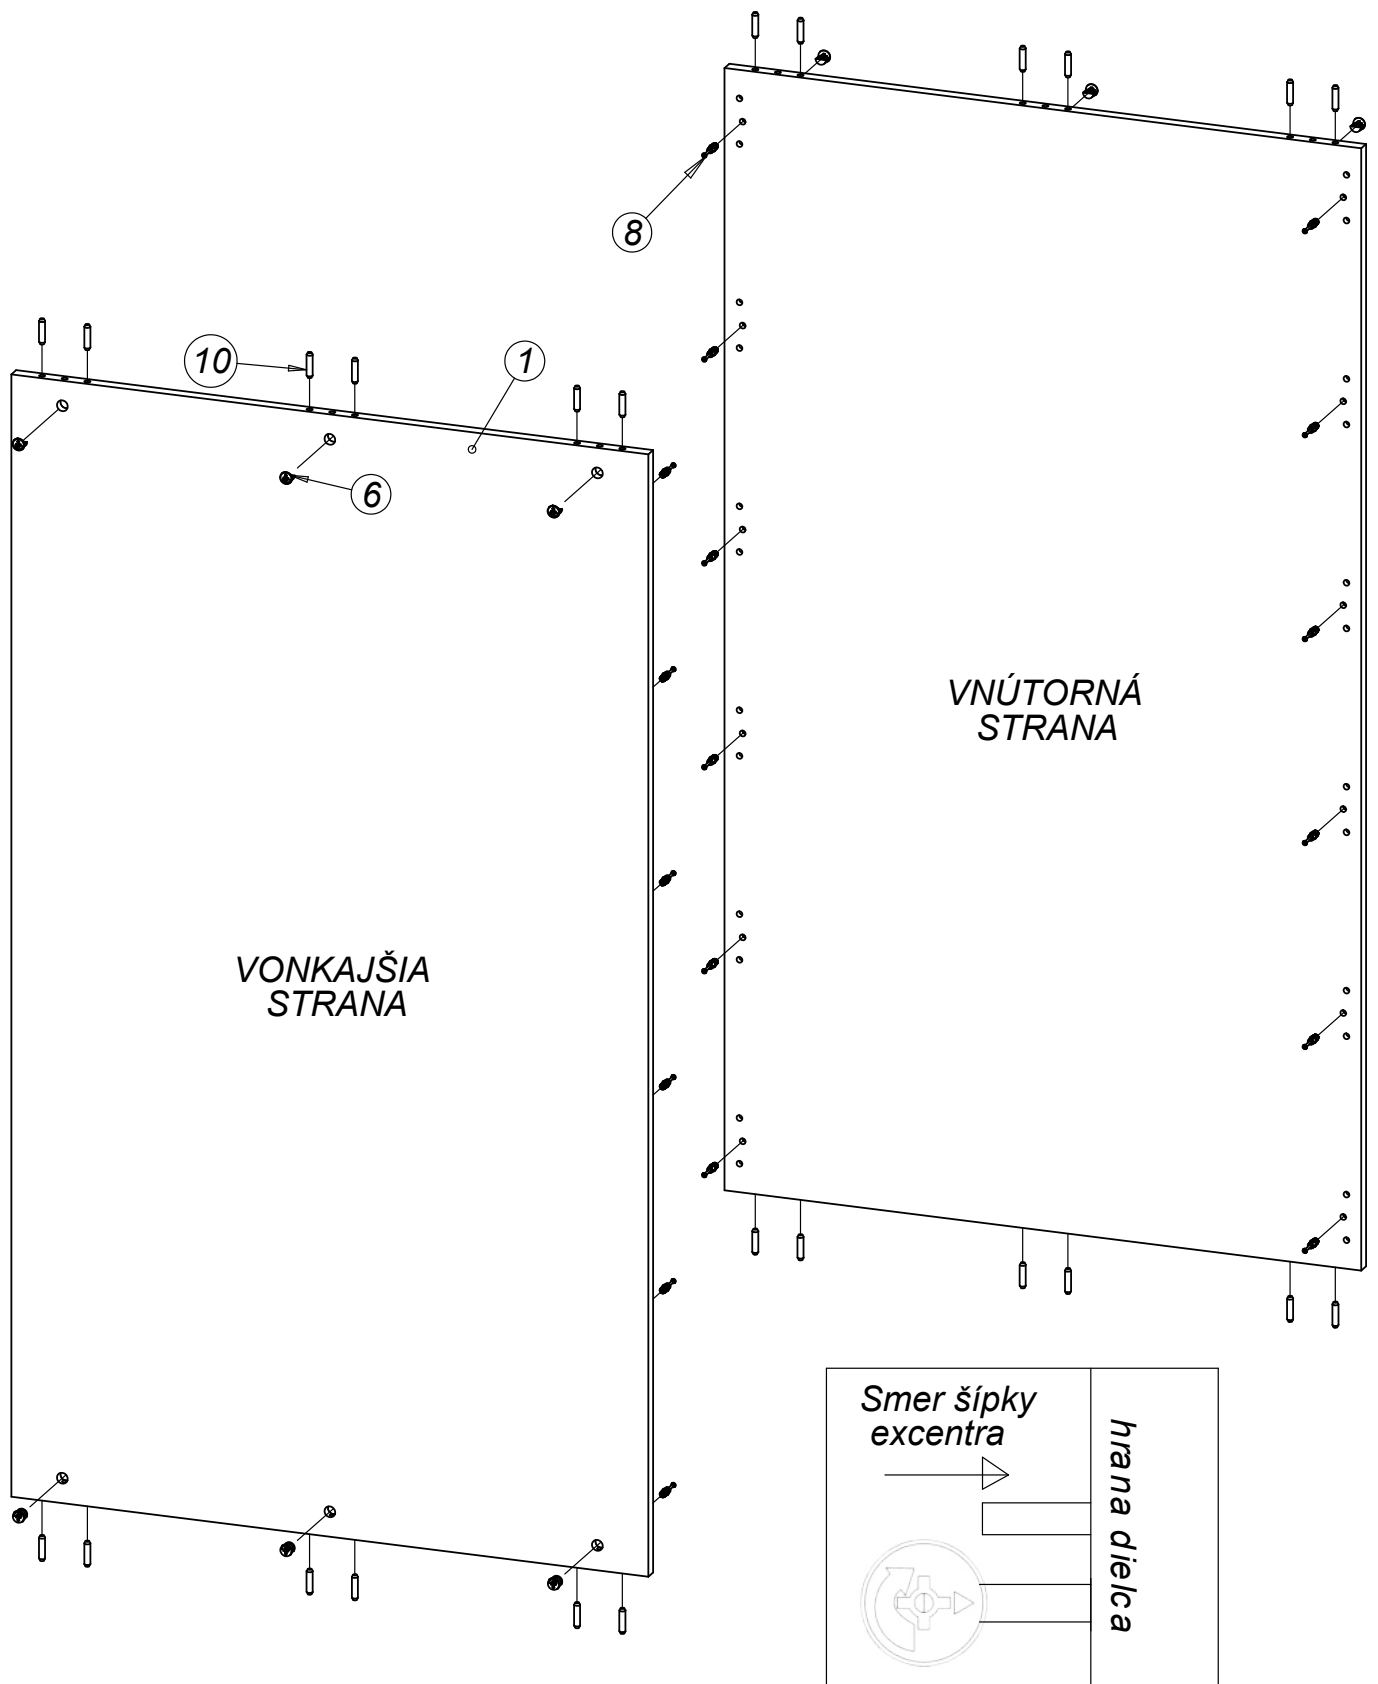 8
10
1
6
VNÚTORNÁ
STRANA
VONKAJŠIA
STRANA
Smer šípky
excentra
hrana dielca